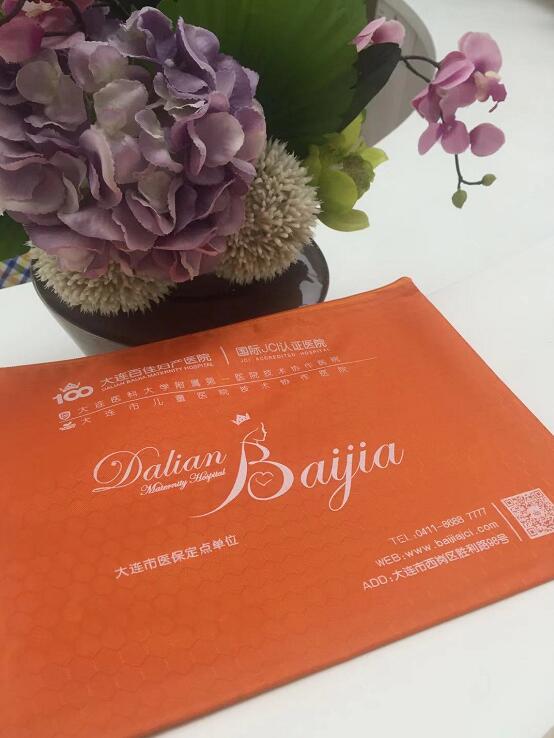 100 大连百佳妇产医院 国际JCI认证医院
DALIAN BAIJIA MATERNITY HOSPITAL JCI ACCREDITED HOSPITAL
大连医科大学附属第一医院技术协作医院
大连市儿童医院技术协作医院
Dalian Baijia
Maternity Hospital
大连市医保定点单位
TEL:0411-8688 7777
WEB:www.baijiajci.com
ADD:大连市西岗区胜利路98号